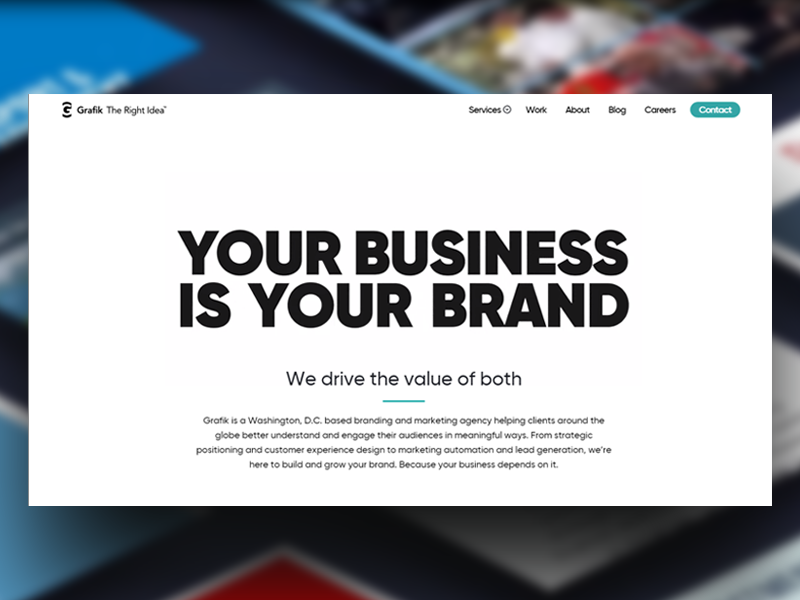 Grafik The Right Idea™
Services Work About Blog Careers Contact
YOUR BUSINESS
IS YOUR BRAND
We drive the value of both
Grafik is a Washington, D.C. based branding and marketing agency helping clients around the
globe better understand and engage their audiences in meaningful ways. From strategic
positioning and customer experience design to marketing automation and lead generation, we're
here to build and grow your brand. Because your business depends on it.